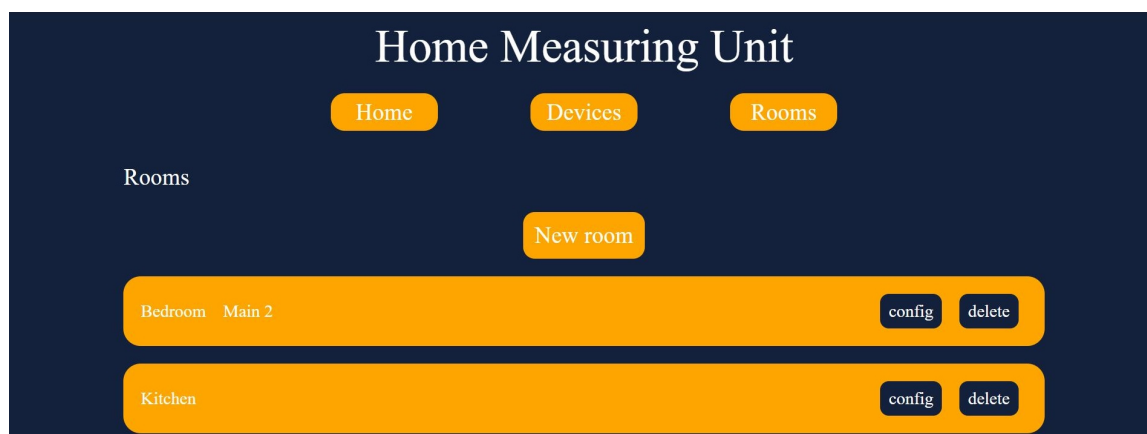 Home Measuring Unit
Home Devices Rooms
Rooms
New room
Bedroom Main 2 config delete
Kitchen config delete